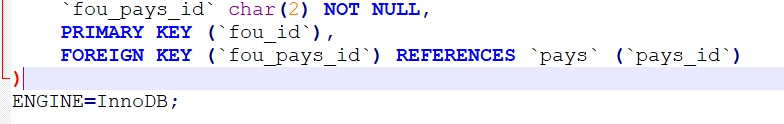 `fou_pays_id` char(2) NOT NULL,
PRIMARY KEY (`fou_id`),
FOREIGN KEY (`fou_pays_id`) REFERENCES `pays` (`pays_id`)
)
ENGINE=InnoDB;